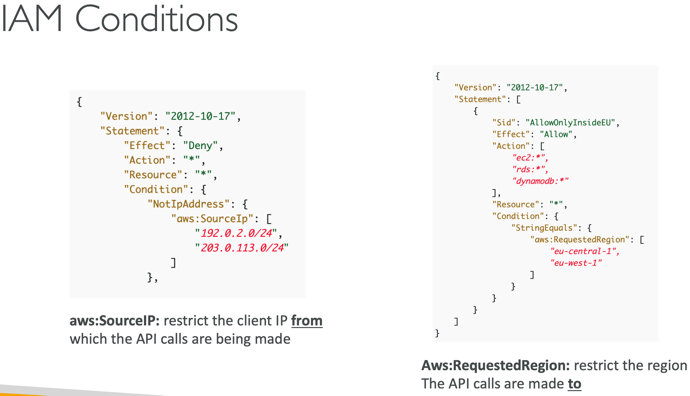 IAM Conditions
{
    "Version": "2012-10-17",
    "Statement": {
        "Effect": "Deny",
        "Action": "*",
        "Resource": "*",
        "Condition": {
            "NotIpAddress": {
                "aws:SourceIp": [
                    "192.0.2.0/24",
                    "203.0.113.0/24"
                ]
            },
aws:SourceIP: restrict the client IP from
which the API calls are being made
{
    "Version": "2012-10-17",
    "Statement": [
        {
            "Sid": "AllowOnlyInsideEU",
            "Effect": "Allow",
            "Action": [
                "ec2:*",
                "rds:*",
                "dynamodb:*"
            ],
            "Resource": "*",
            "Condition": {
                "StringEquals": {
                    "aws:RequestedRegion": [
                        "eu-central-1",
                        "eu-west-1"
                    ]
                }
            }
        }
    ]
}
Aws:RequestedRegion: restrict the region
The API calls are made to